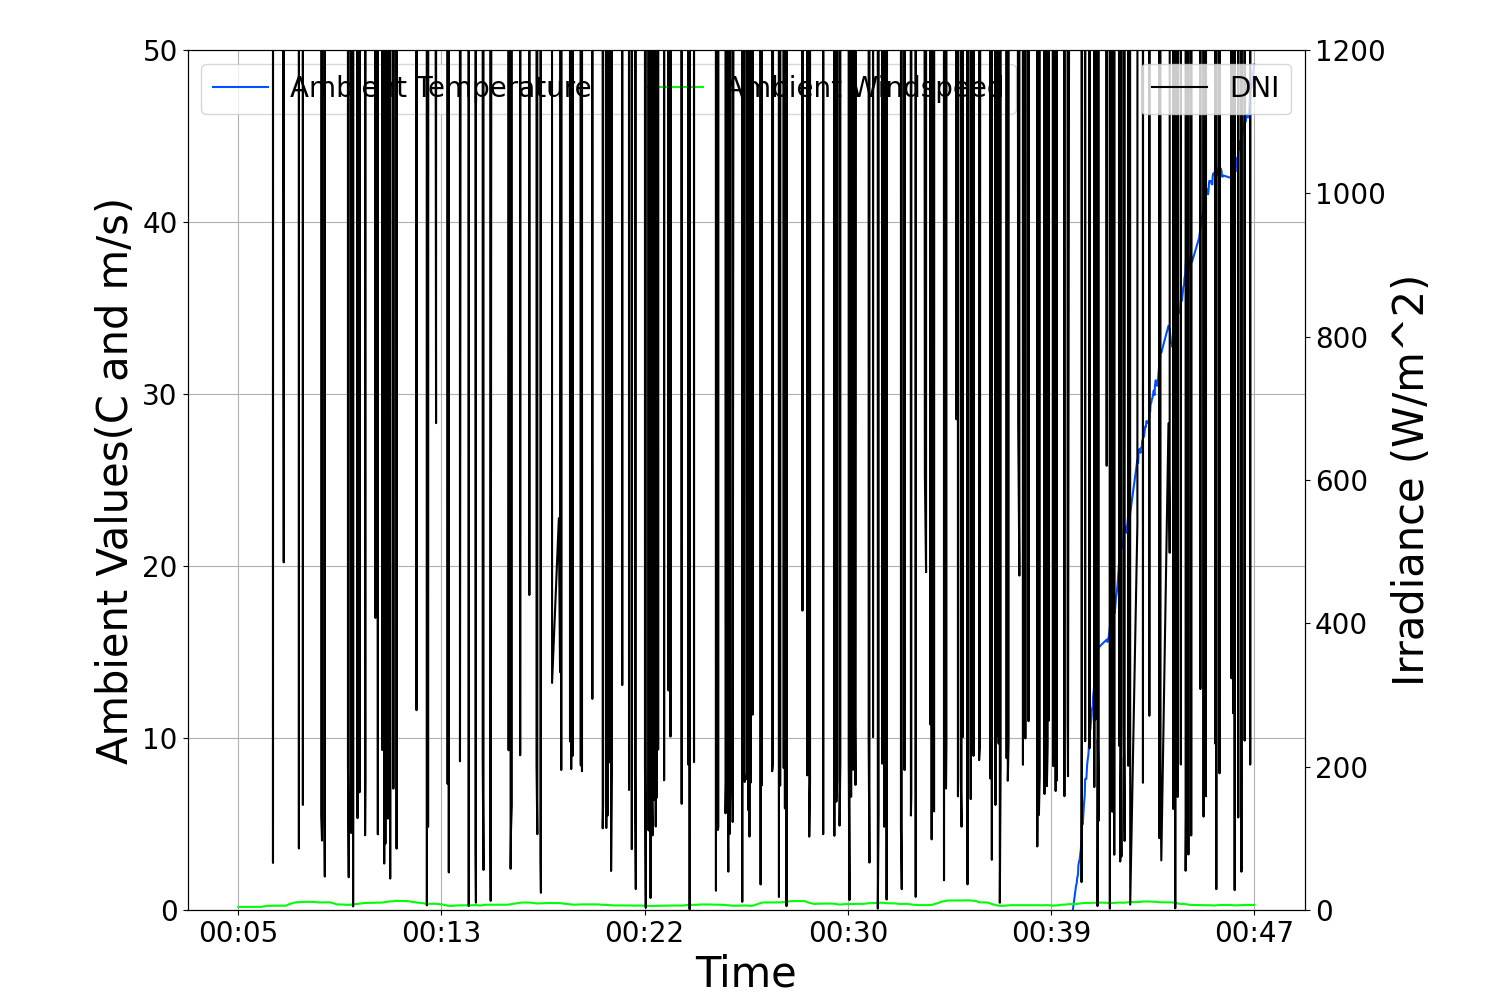 50
40
30
20
10
0
Ambient Values(C and m/s)
Ambient Temperature
Ambient Windspeed
DNI
1200
1000
800
600
400
200
0
Irradiance (W/m^2)
00:05 00:13 00:22 00:30 00:39 00:47
Time